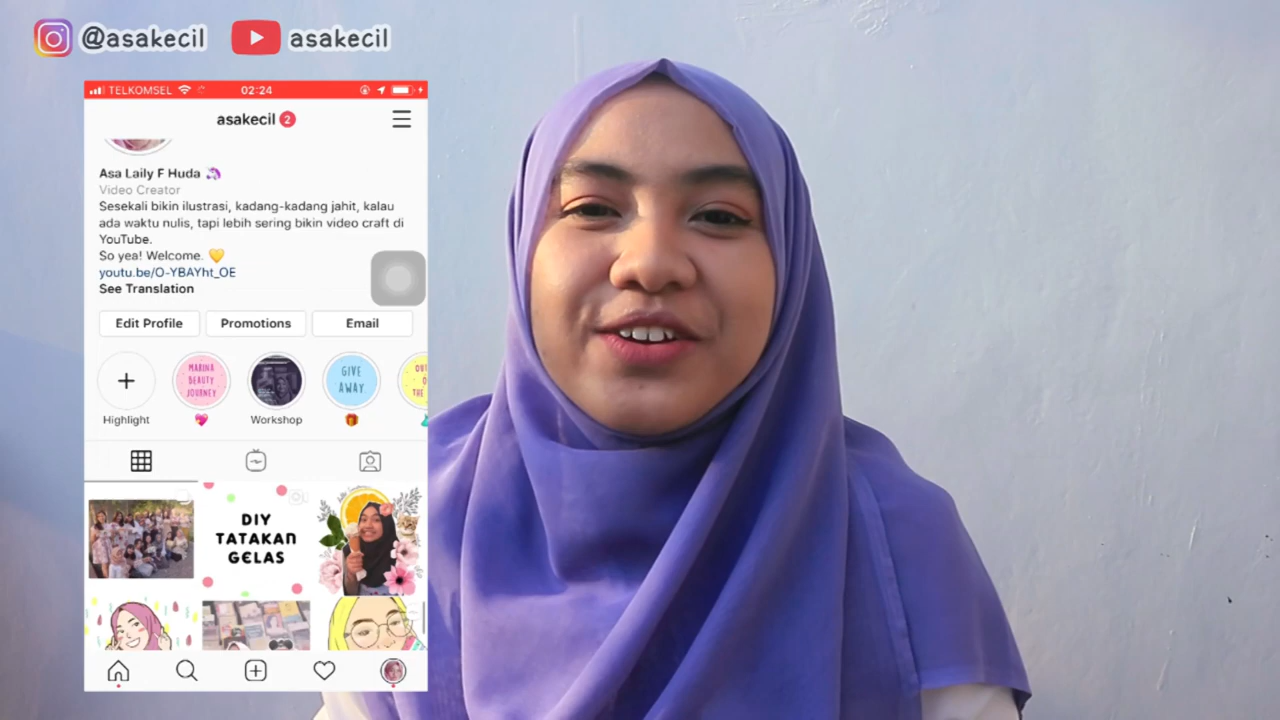 @asakecil asakecil
TELKOMSEL 02:24
asakecil 2
Asa Laily F Huda 🦄
Video Creator
Sesekali bikin ilustrasi, kadang-kadang jahit, kalau
ada waktu nulis, tapi lebih sering bikin video craft di
YouTube.
So yea! Welcome. 💛
youtu.be/O-YBAYht_OE
See Translation
Edit Profile Promotions Email
MARINA
BEAUTY
JOURNEY
GIVE
AWAY
Highlight 💖 Workshop 🎁
DIY
TATAKAN
GELAS